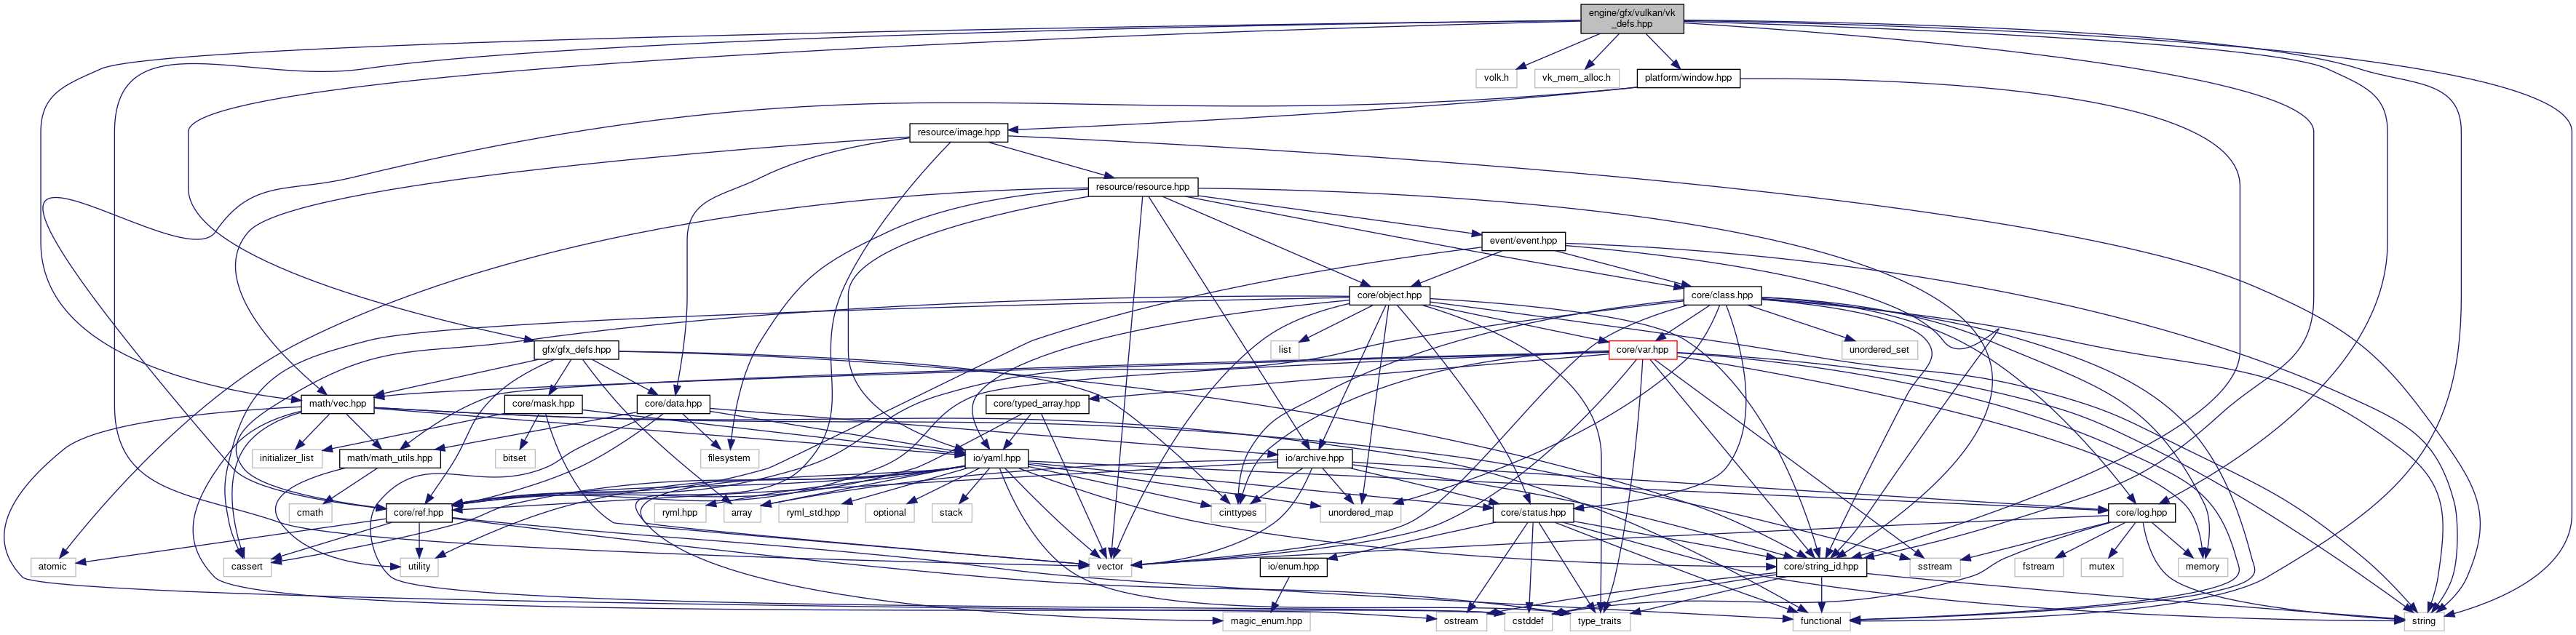 engine/gfx/vulkan/vk
_defs.hpp
volk.h
vk_mem_alloc.h
platform/window.hpp
resource/image.hpp
resource/resource.hpp
event/event.hpp
core/object.hpp
core/class.hpp
gfx/gfx_defs.hpp
list
core/var.hpp
unordered_set
math/vec.hpp
core/mask.hpp
core/data.hpp
core/typed_array.hpp
initializer_list
math/math_utils.hpp
bitset
filesystem
io/yaml.hpp
io/archive.hpp
cmath
core/ref.hpp
ryml.hpp
array
ryml_std.hpp
optional
stack
cinttypes
unordered_map
core/status.hpp
core/log.hpp
atomic
cassert
utility
vector
io/enum.hpp
core/string_id.hpp
sstream
fstream
mutex
memory
magic_enum.hpp
ostream
cstddef
type_traits
functional
string